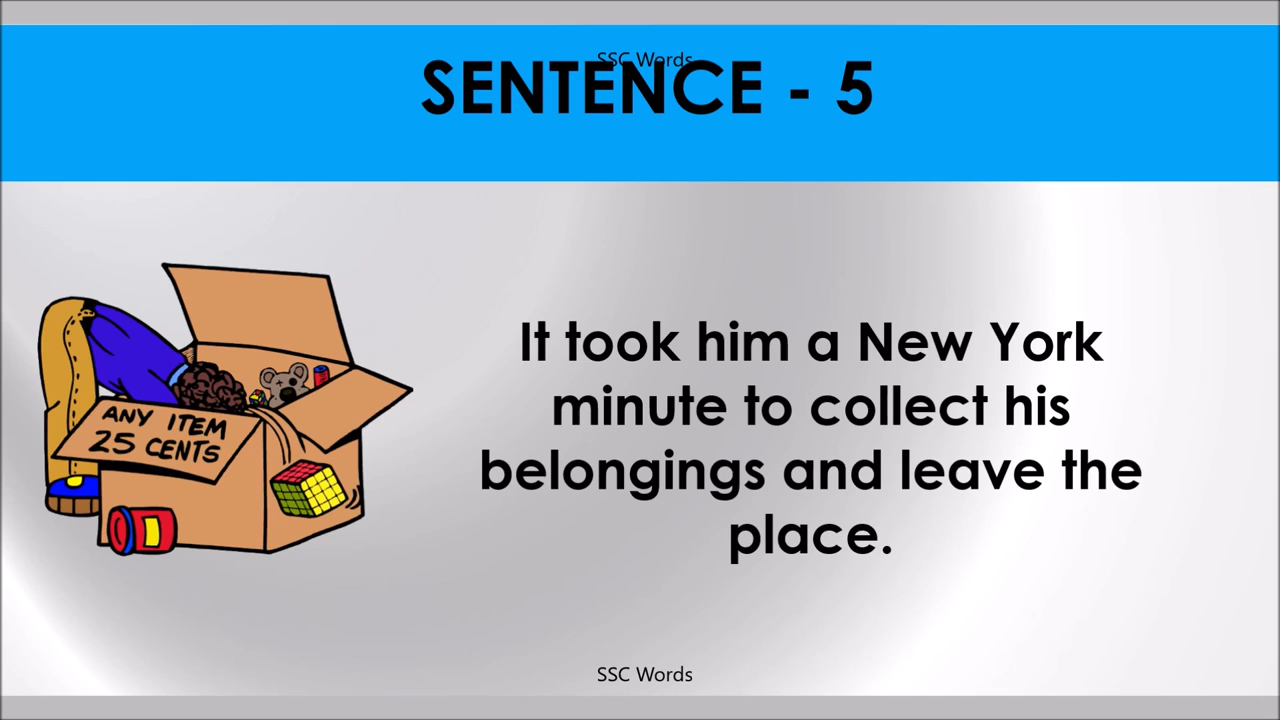 SSC Words
SENTENCE - 5
ANY ITEM
25 CENTS
It took him a New York
minute to collect his
belongings and leave the
place.
SSC Words